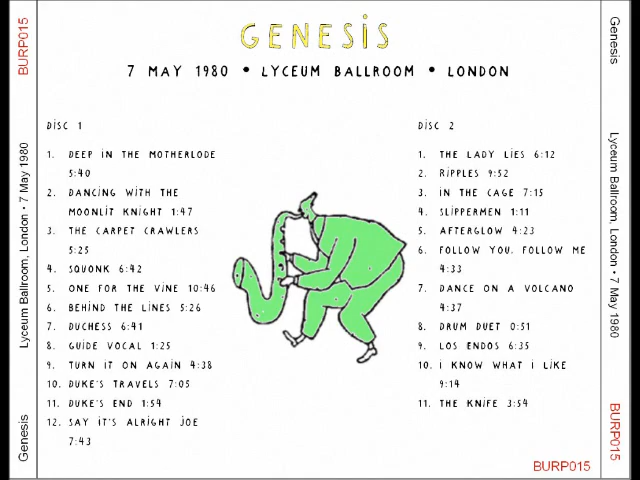 GENESIS
7 MAY 1980 • LYCEUM BALLROOM • LONDON
DISC 1
1. DEEP IN THE MOTHERLODE
5:40
2. DANCING WITH THE
MOONLIT KNIGHT 1:47
3. THE CARPET CRAWLERS
5:25
4. SQUONK 6:42
5. ONE FOR THE VINE 10:46
6. BEHIND THE LINES 5:26
7. DUCHESS 6:41
8. GUIDE VOCAL 1:25
9. TURN IT ON AGAIN 4:38
10. DUKE'S TRAVELS 7:05
11. DUKE'S END 1:54
12. SAY IT'S ALRIGHT JOE
7:43
DISC 2
1. THE LADY LIES 6:12
2. RIPPLES 9:52
3. IN THE CAGE 7:15
4. SLIPPERMEN 1:11
5. AFTERGLOW 4:23
6. FOLLOW YOU, FOLLOW ME
4:33
7. DANCE ON A VOLCANO
4:37
8. DRUM DUET 0:51
9. LOS ENDOS 6:35
10. I KNOW WHAT I LIKE
9:14
11. THE KNIFE 3:54
BURP015
Genesis
Lyceum Ballroom, London • 7 May 1980
BURP015
Genesis
Lyceum Ballroom, London • 7 May 1980
BURP015